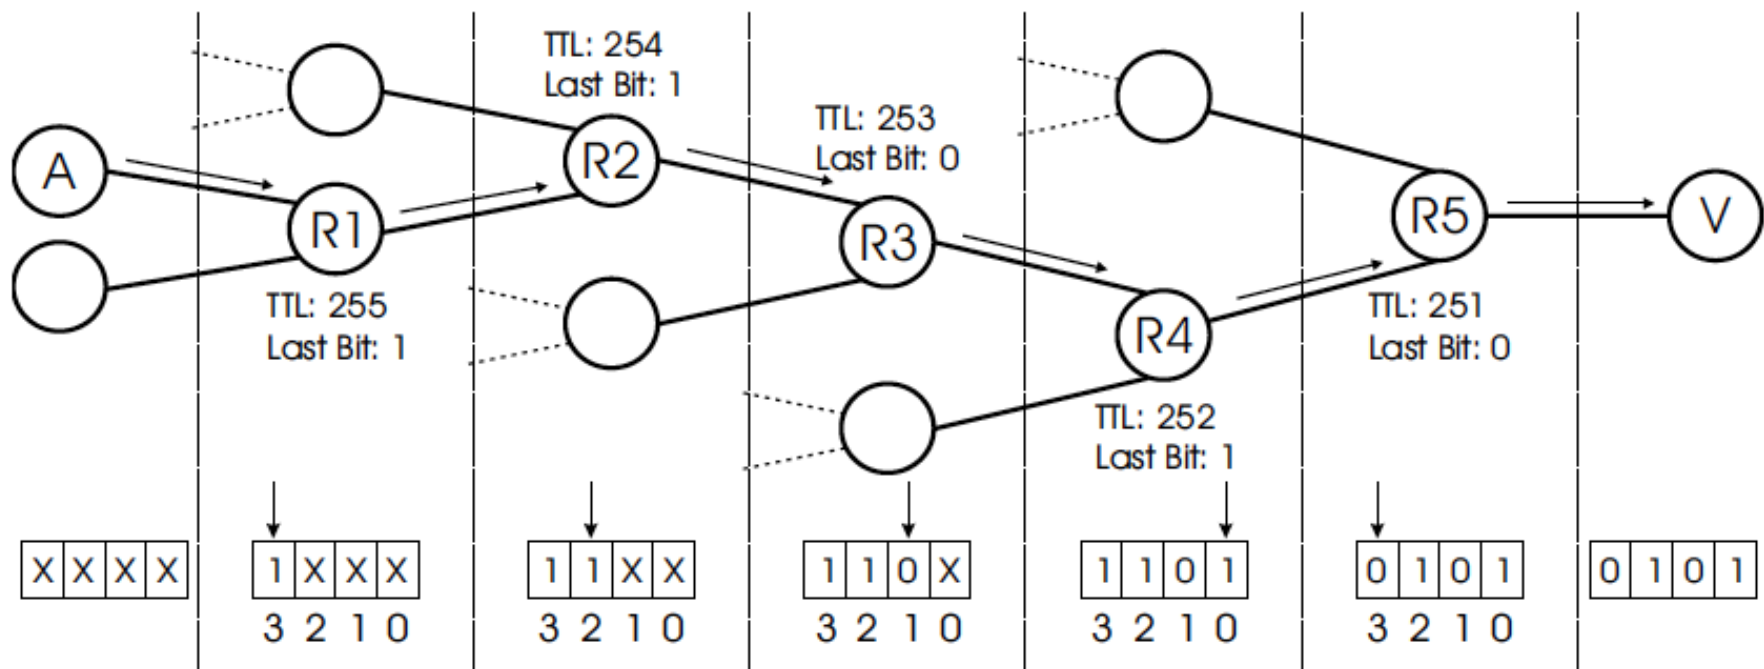 TTL: 254
Last Bit: 1
TTL: 253
Last Bit: 0
A
R1
R2
R3
R4
R5
V
TTL: 255
Last Bit: 1
TTL: 251
Last Bit: 0
TTL: 252
Last Bit: 1
X X X X
1 X X X
1 1 X X
1 1 0 X
1 1 0 1
0 1 0 1
0 1 0 1
3 2 1 0
3 2 1 0
3 2 1 0
3 2 1 0
3 2 1 0